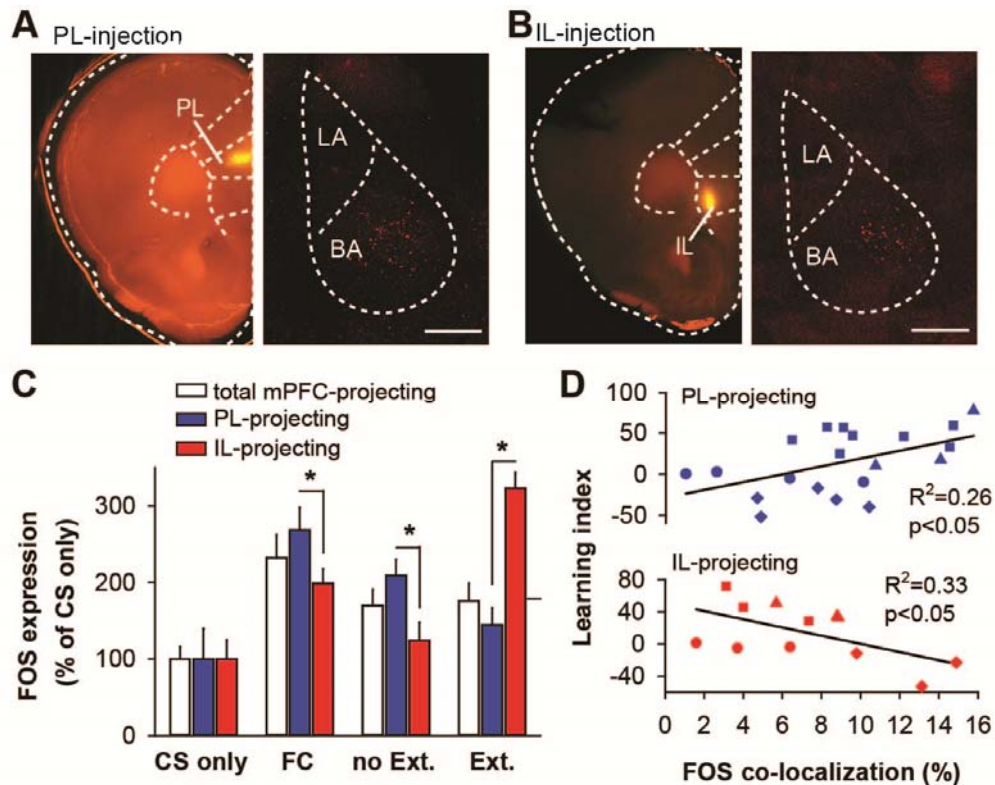 A
PL-injection
PL
LA
BA
B
IL-injection
IL
LA
BA
C
total mPFC-projecting
PL-projecting
IL-projecting
FOS expression
(% of CS only)
300
200
100
0
*
*
*
CS only
FC
no Ext.
Ext.
D
Learning index
100
50
0
-50
PL-projecting
R²=0.26
p<0.05
80
40
0
-40
IL-projecting
R²=0.33
p<0.05
0 2 4 6 8 10 12 14 16
FOS co-localization (%)